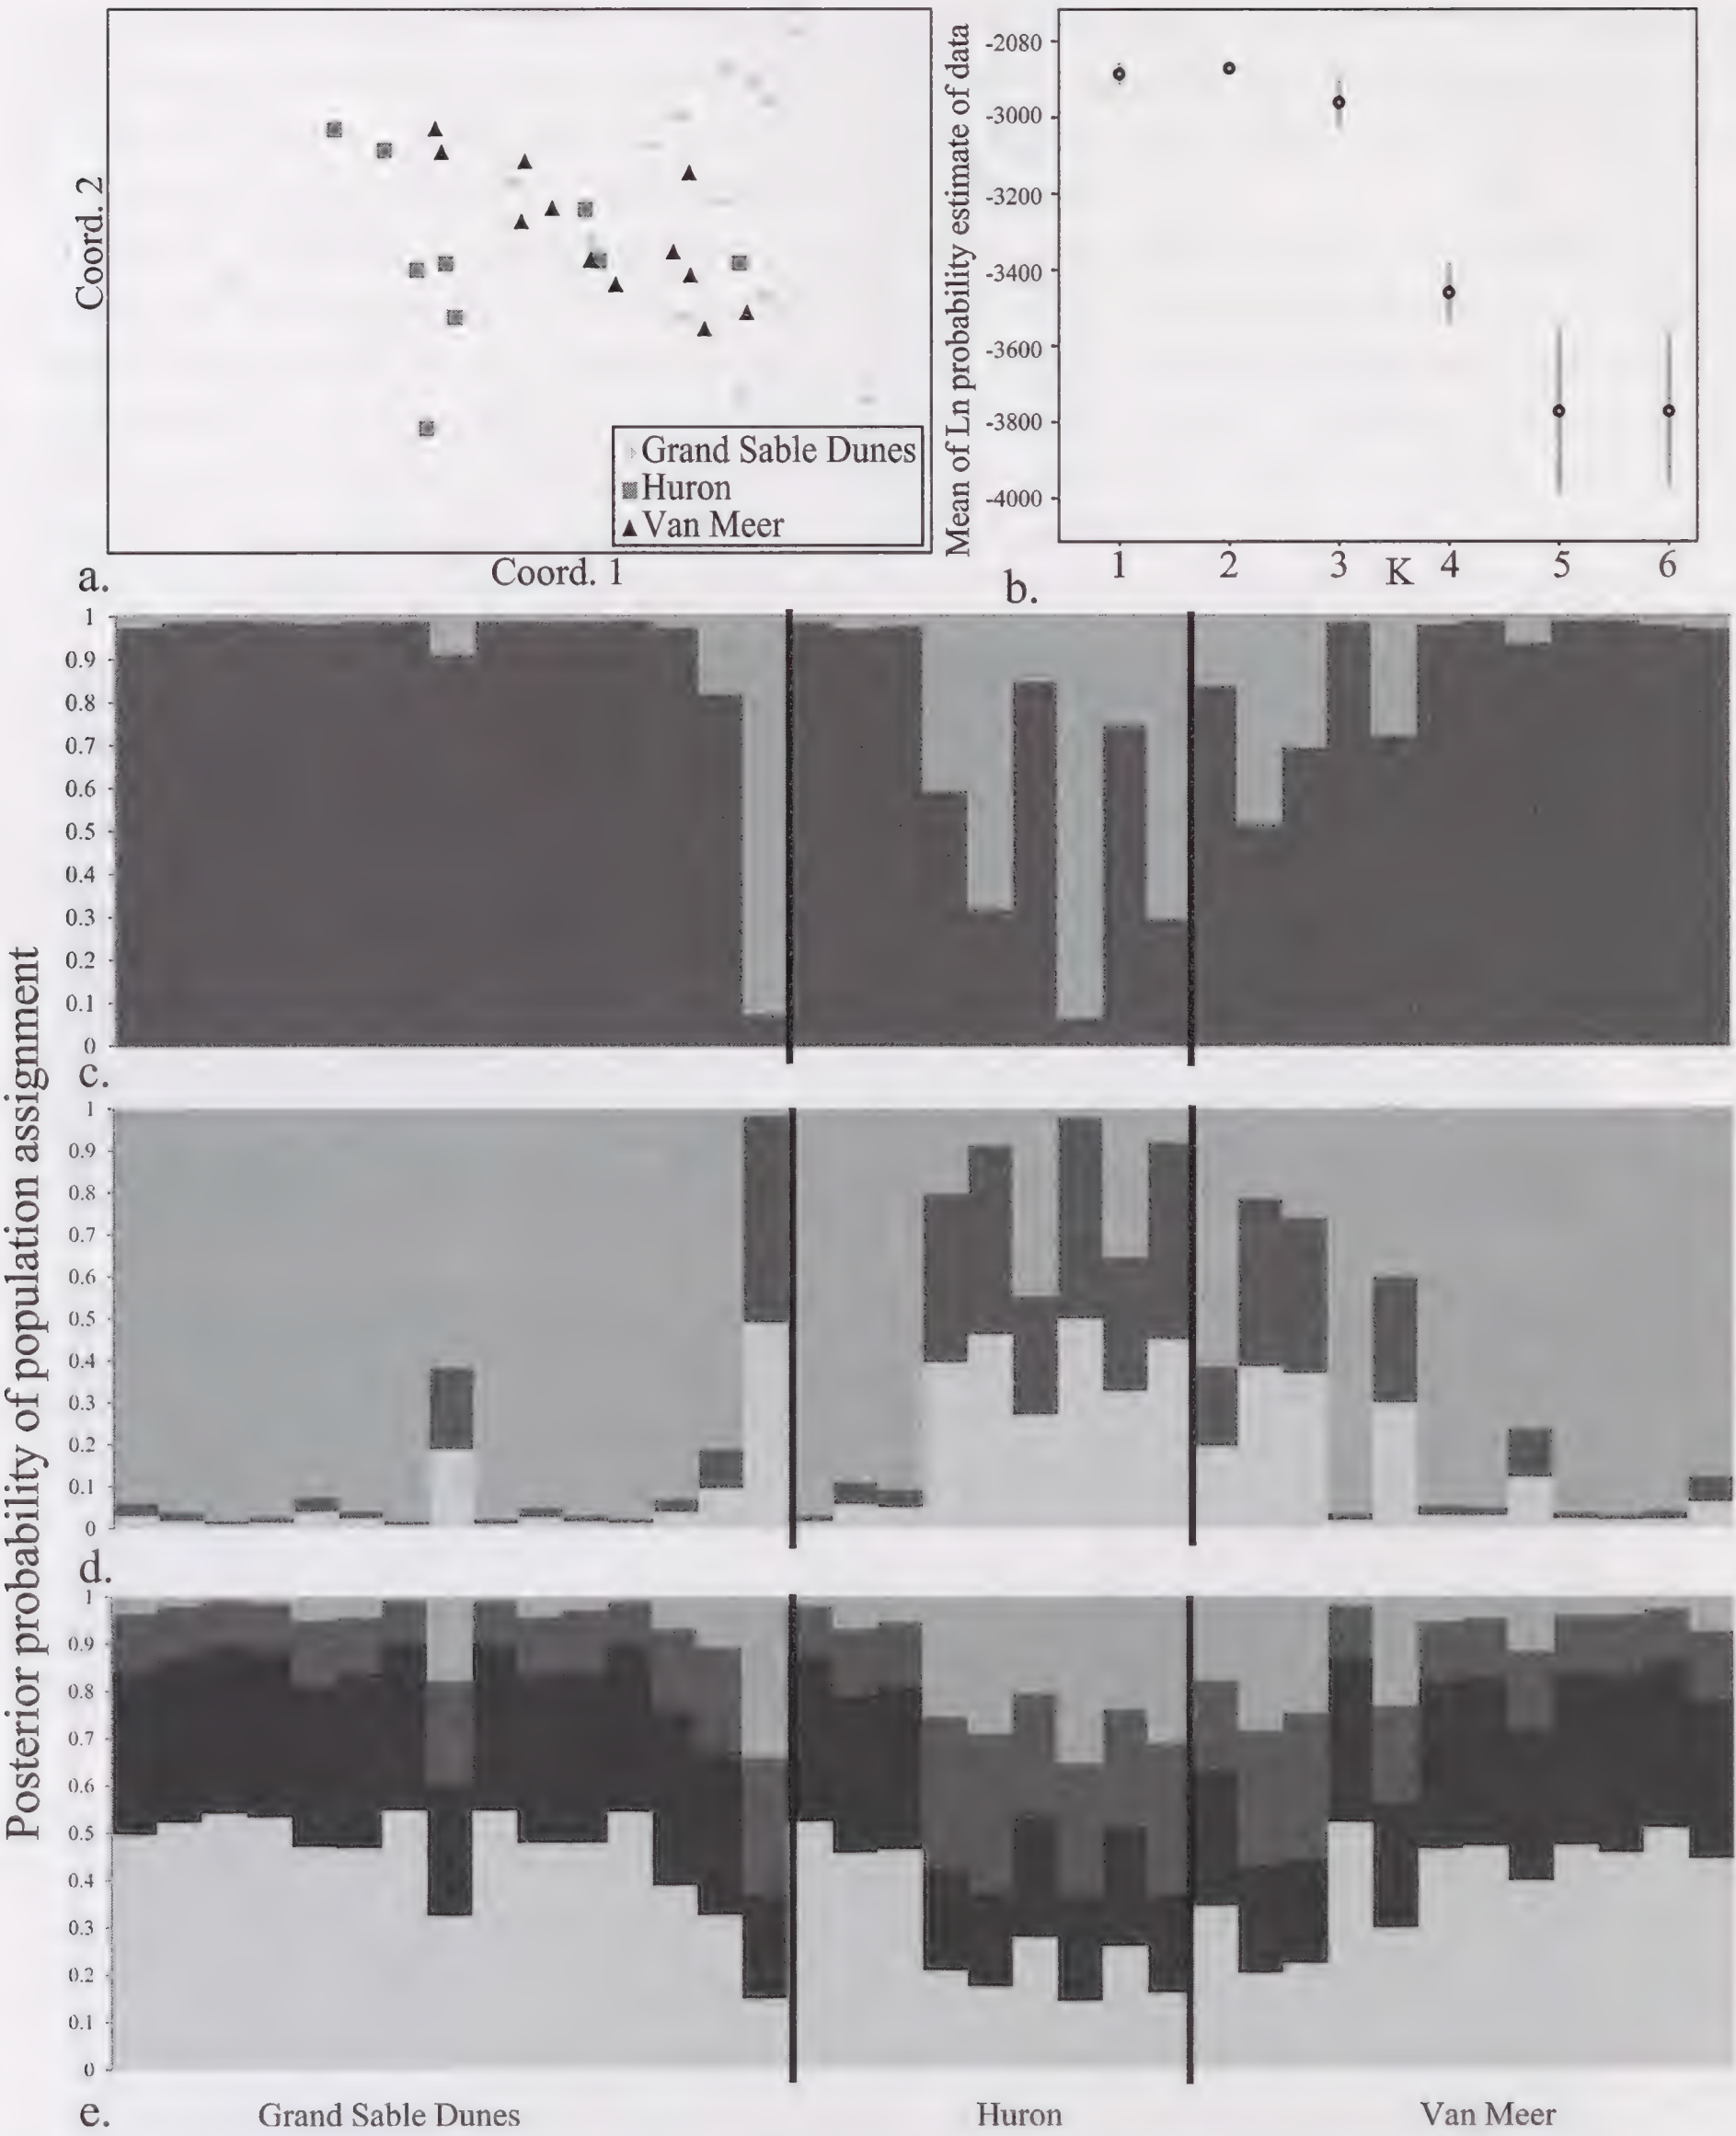 Coord. 2
Grand Sable Dunes
Huron
Van Meer
Coord. 1
a.
Mean of Ln probability estimate of data
-2080
-3000
-3200
-3400
-3600
-3800
-4000
1 2 3 K 4 5 6
b.
Posterior probability of population assignment
1
0.9
0.8
0.7
0.6
0.5
0.4
0.3
0.2
0.1
0
c.
1
0.9
0.8
0.7
0.6
0.5
0.4
0.3
0.2
0.1
0
d.
1
0.9
0.8
0.7
0.6
0.5
0.4
0.3
0.2
0.1
0
e.
Grand Sable Dunes Huron Van Meer